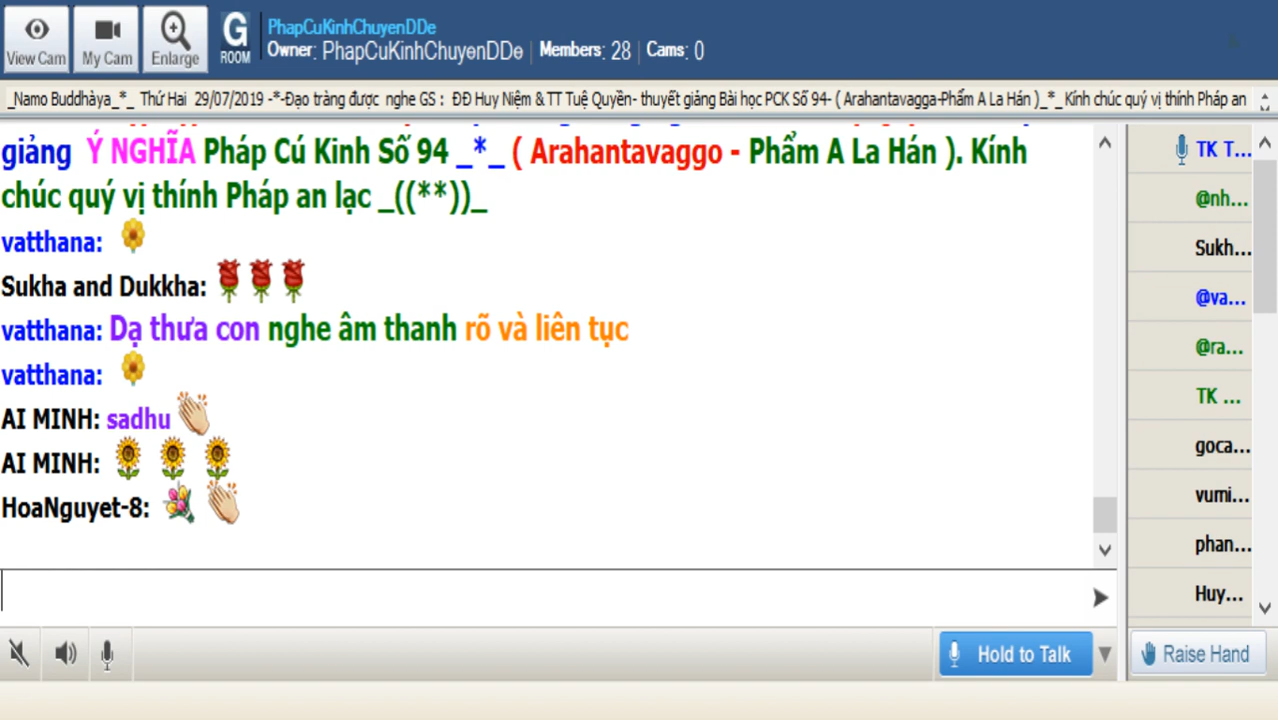 View Cam
My Cam
Enlarge
G
ROOM
PhapCuKinhChuyenDDe
Owner: PhapCuKinhChuyenDDe | Members: 28 | Cams: 0
_Namo Buddhàya_*_ Thứ Hai 29/07/2019 -*-Đạo tràng được nghe GS : ĐĐ Huy Niệm & TT Tuệ Quyền- thuyết giảng Bài học PCK Số 94- ( Arahantavagga-Phẩm A La Hán )_*_ Kính chúc quý vị thính Pháp an
giảng Ý NGHĨA Pháp Cú Kinh Số 94 _*_ ( Arahantavaggo - Phẩm A La Hán ). Kính
chúc quý vị thính Pháp an lạc _((**))_
vatthana:
Sukha and Dukkha:
vatthana: Dạ thưa con nghe âm thanh rõ và liên tục
vatthana:
AI MINH: sadhu
AI MINH:
HoaNguyet-8:
TK T...
@nh...
Sukh...
@va...
@ra...
TK ...
goca...
vumi...
phan...
Huy...
Hold to Talk
Raise Hand